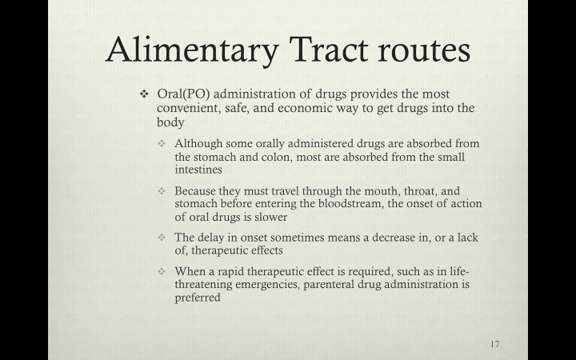 Alimentary Tract routes
Oral(PO) administration of drugs provides the most
convenient, safe, and economic way to get drugs into the
body
Although some orally administered drugs are absorbed from
the stomach and colon, most are absorbed from the small
intestines
Because they must travel through the mouth, throat, and
stomach before entering the bloodstream, the onset of action
of oral drugs is slower
The delay in onset sometimes means a decrease in, or a lack
of, therapeutic effects
When a rapid therapeutic effect is required, such as in life-
threatening emergencies, parenteral drug administration is
preferred
17